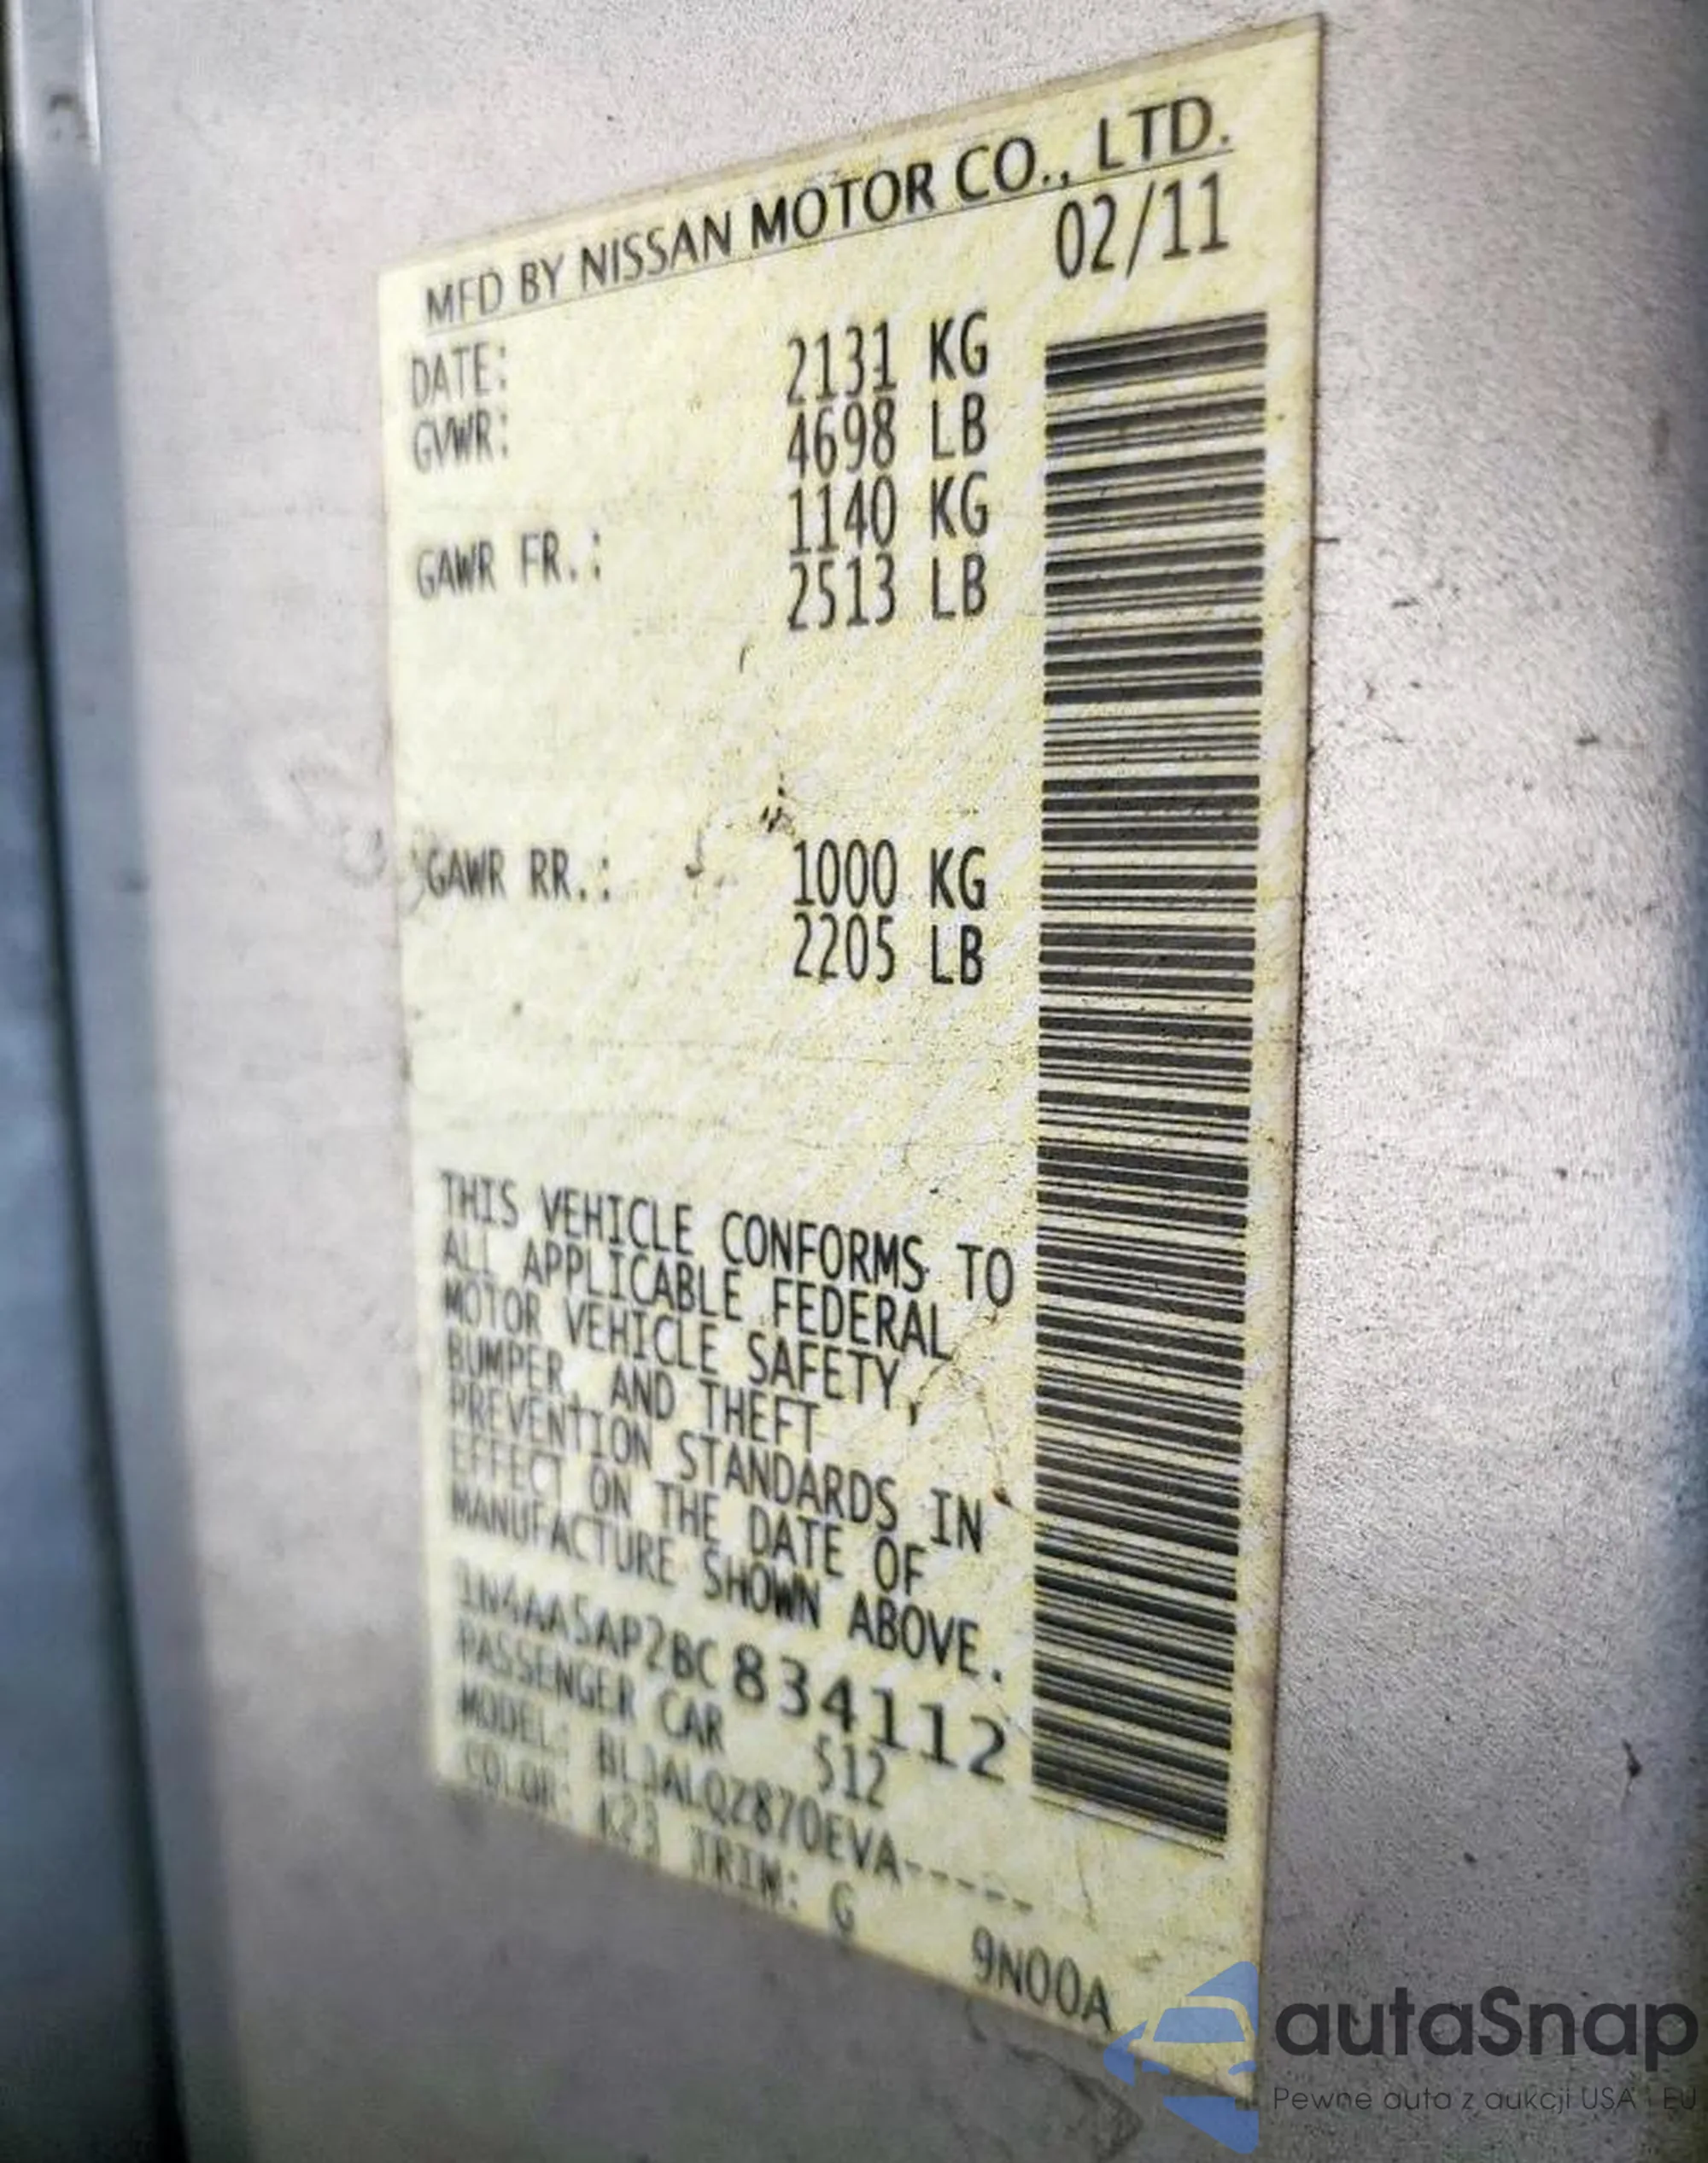 MFD BY NISSAN MOTOR CO., LTD.
DATE: 02/11
GVWR: 2131 KG
4698 LB
GAWR FR.: 1140 KG
2513 LB
GAWR RR.: 1000 KG
2205 LB
THIS VEHICLE CONFORMS TO
ALL APPLICABLE FEDERAL
MOTOR VEHICLE SAFETY,
BUMPER, AND THEFT
PREVENTION STANDARDS IN
EFFECT ON THE DATE OF
MANUFACTURE SHOWN ABOVE.
1N4AA5AP2BC834112
PASSENGER CAR S12
MODEL: BL3ALQZ870EVA-----
COLOR: K23 TRIM: G 9N00A
autaSnap
Pewne auta z aukcji USA i EU